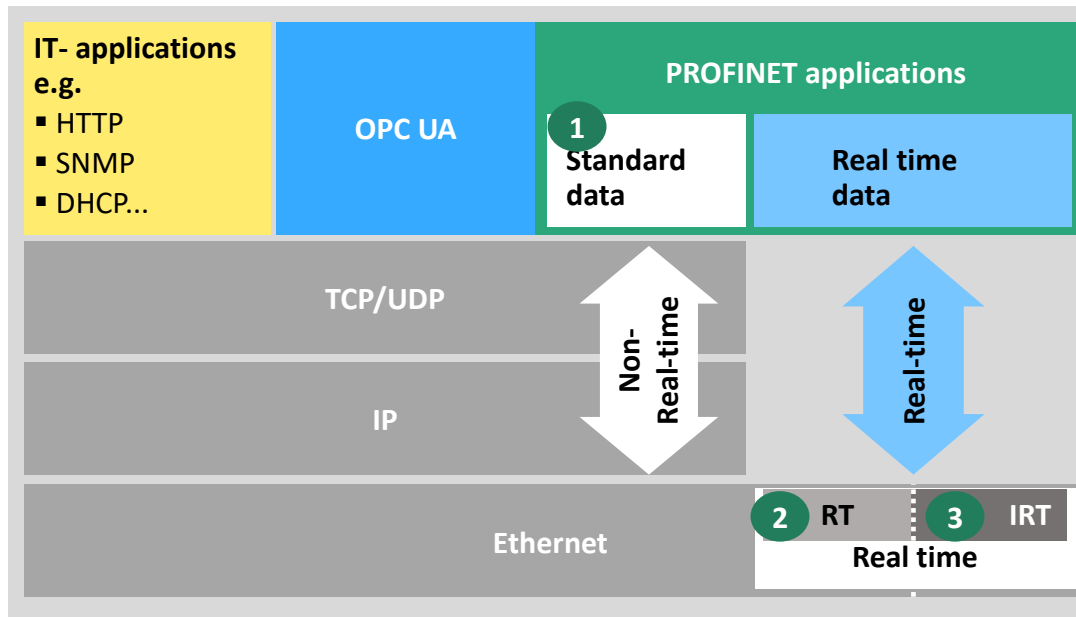 IT- applications
e.g.
▪ HTTP
▪ SNMP
▪ DHCP...
OPC UA
PROFINET applications
1
Standard
data
Real time
data
TCP/UDP
Non-
Real-time
Real-time
IP
Ethernet
2
RT
3
IRT
Real time